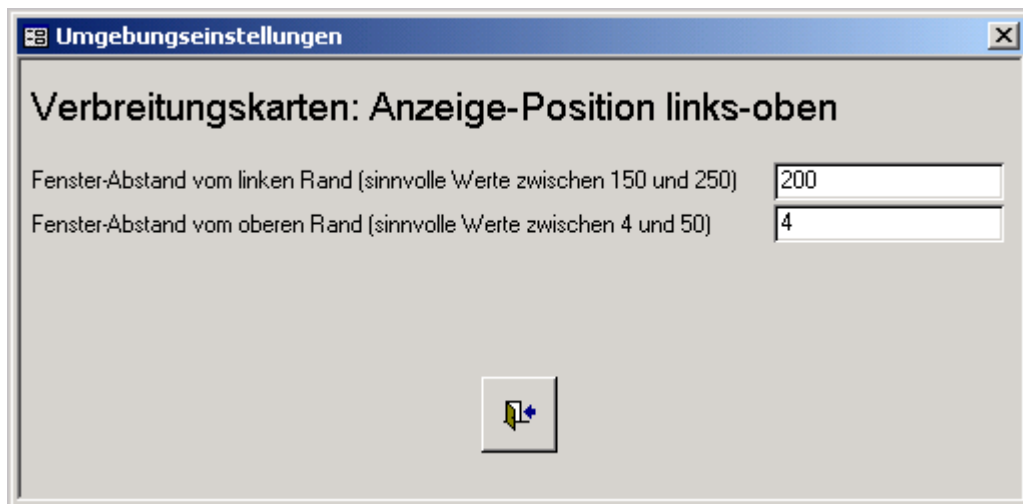 Umgebungseinstellungen
Verbreitungskarten: Anzeige-Position links-oben
Fenster-Abstand vom linken Rand (sinnvolle Werte zwischen 150 und 250) 200
Fenster-Abstand vom oberen Rand (sinnvolle Werte zwischen 4 und 50) 4